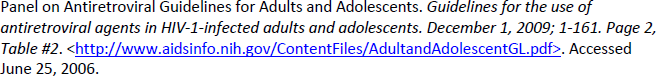 Panel on Antiretroviral Guidelines for Adults and Adolescents. Guidelines for the use of
antiretroviral agents in HIV-1-infected adults and adolescents. December 1, 2009; 1-161. Page 2,
Table #2. <http://www.aidsinfo.nih.gov/ContentFiles/AdultandAdolescentGL.pdf>. Accessed
June 25, 2006.